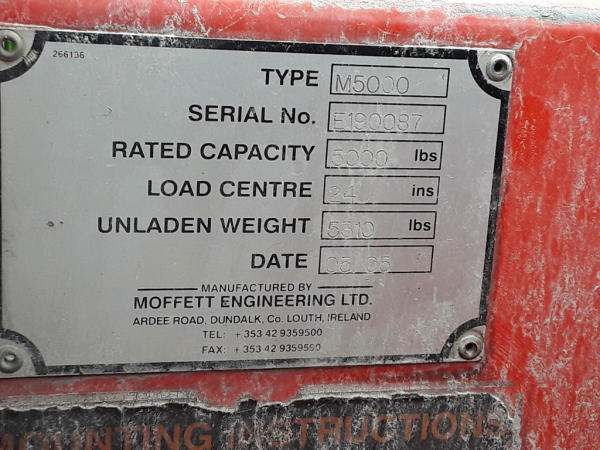 266136
TYPE M5000
SERIAL No. E190087
RATED CAPACITY 5000 lbs
LOAD CENTRE 24 ins
UNLADEN WEIGHT 5310 lbs
DATE 05/05
MANUFACTURED BY
MOFFETT ENGINEERING LTD.
ARDEE ROAD, DUNDALK, Co. LOUTH, IRELAND
TEL: + 353 42 9359500
FAX: + 353 42 9359590
MOUNTING INSTRUCTIONS